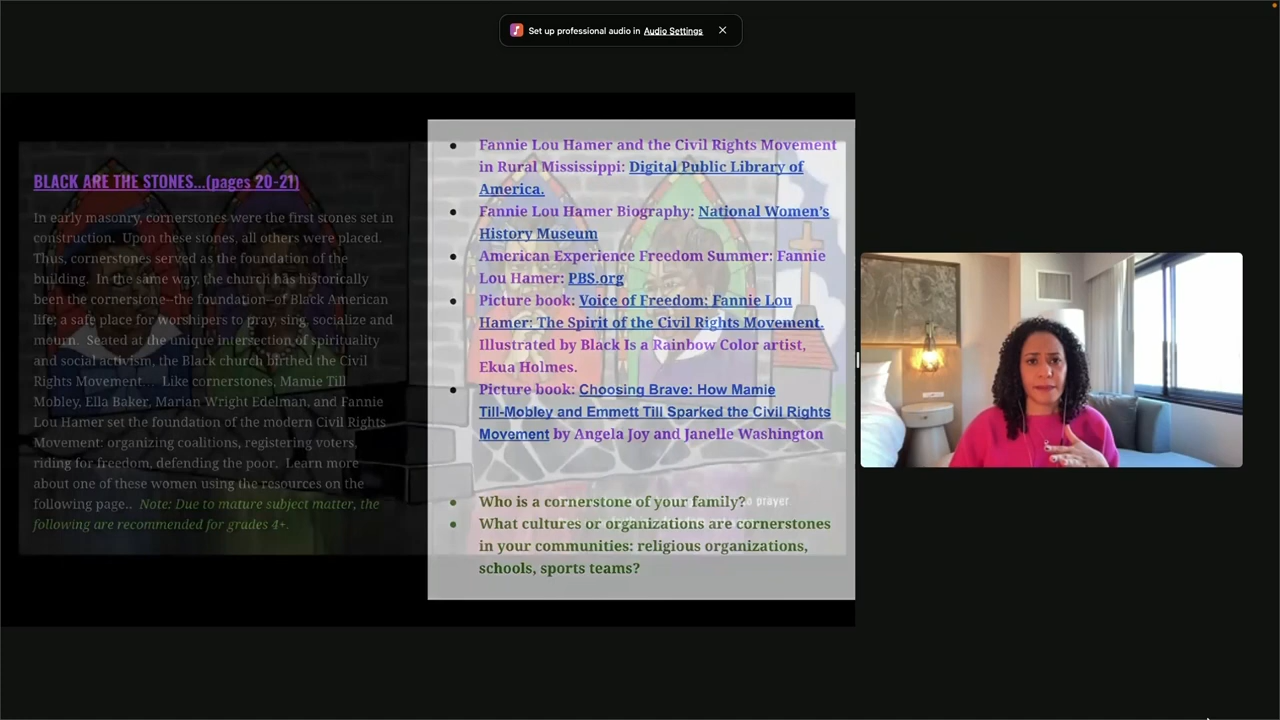 Set up professional audio in Audio Settings
BLACK ARE THE STONES...(pages 20-21)
In early masonry, cornerstones were the first stones set in
construction. Upon these stones, all others were placed.
Thus, cornerstones served as the foundation of the
building. In the same way, the church has historically
been the cornerstone--the foundation--of Black American
life; a safe place for worshipers to pray, sing, socialize and
mourn. Seated at the unique intersection of spirituality
and social activism, the Black church birthed the Civil
Rights Movement... Like cornerstones, Mamie Till
Mobley, Ella Baker, Marian Wright Edelman, and Fannie
Lou Hamer set the foundation of the modern Civil Rights
Movement: organizing coalitions, registering voters,
riding for freedom, defending the poor. Learn more
about one of these women using the resources on the
following page.. Note: Due to mature subject matter, the
following are recommended for grades 4+.
● Fannie Lou Hamer and the Civil Rights Movement
in Rural Mississippi: Digital Public Library of
America.
● Fannie Lou Hamer Biography: National Women's
History Museum
● American Experience Freedom Summer: Fannie
Lou Hamer: PBS.org
● Picture book: Voice of Freedom: Fannie Lou
Hamer: The Spirit of the Civil Rights Movement.
Illustrated by Black Is a Rainbow Color artist,
Ekua Holmes.
● Picture book: Choosing Brave: How Mamie
Till-Mobley and Emmett Till Sparked the Civil Rights
Movement by Angela Joy and Janelle Washington
● Who is a cornerstone of your family?
to prayer
● What cultures or organizations are cornerstones
in your communities: religious organizations,
schools, sports teams?